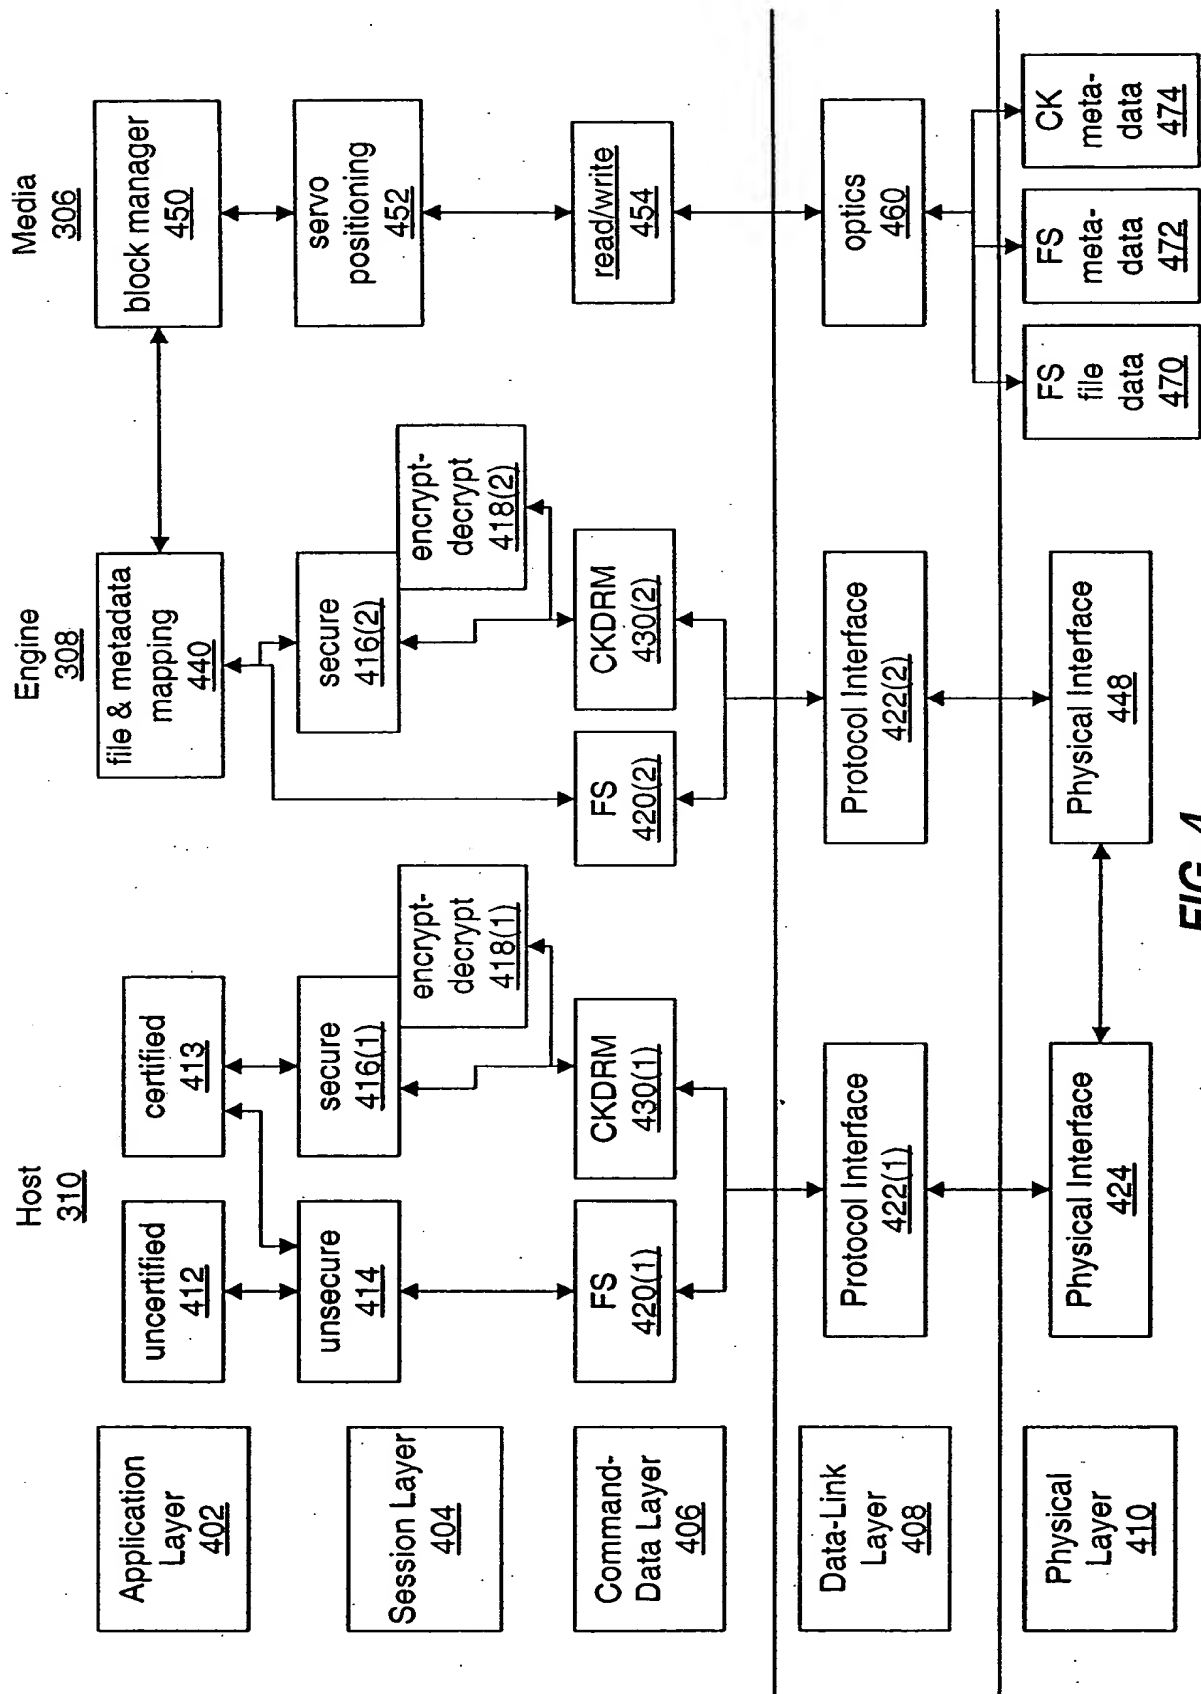 Host
310
Engine
308
Media
306
Application
Layer
402
uncertified
412
certified
413
file & metadata
mapping
440
block manager
450
Session Layer
404
unsecure
414
secure
416(1)
encrypt-
decrypt
418(1)
secure
416(2)
encrypt-
decrypt
418(2)
servo
positioning
452
Command-
Data Layer
406
FS
420(1)
CKDRM
430(1)
FS
420(2)
CKDRM
430(2)
read/write
454
Data-Link
Layer
408
Protocol Interface
422(1)
Protocol Interface
422(2)
optics
460
Physical
Layer
410
Physical Interface
424
Physical Interface
448
FS
file
data
470
FS
meta-
data
472
CK
meta-
data
474
FIG. 4